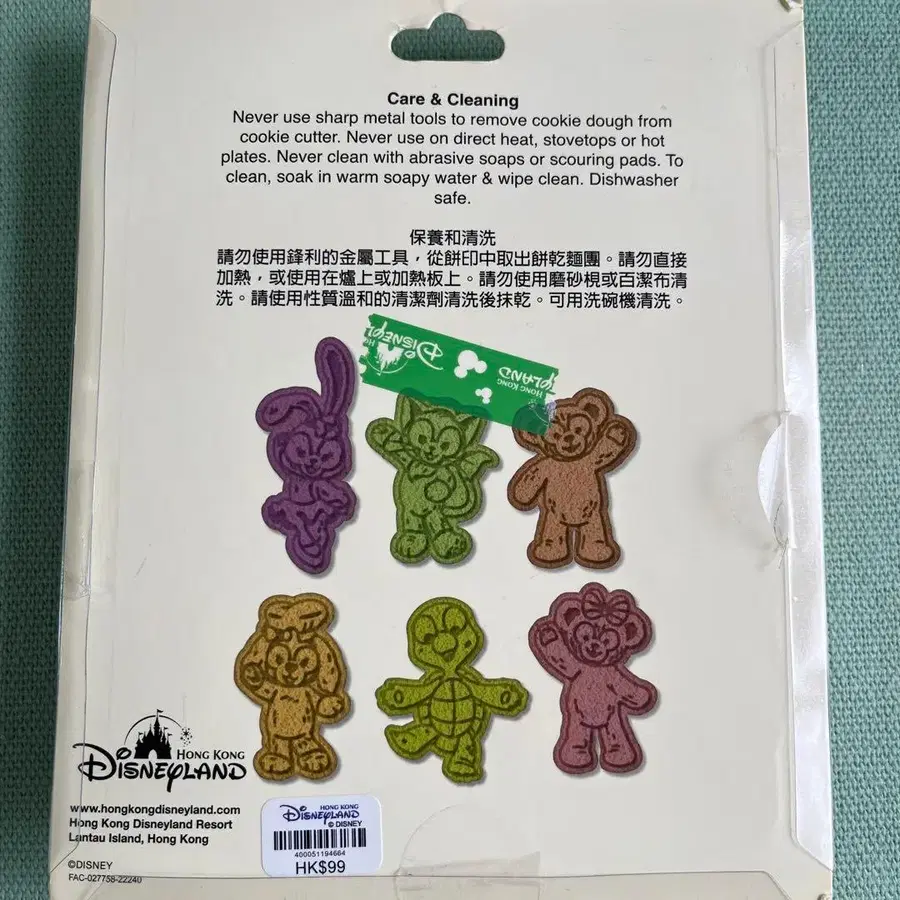 Care & Cleaning
Never use sharp metal tools to remove cookie dough from
cookie cutter. Never use on direct heat, stovetops or hot
plates. Never clean with abrasive soaps or scouring pads. To
clean, soak in warm soapy water & wipe clean. Dishwasher
safe.
保養和清洗
請勿使用鋒利的金屬工具，從餅印中取出餅乾麵團。請勿直接
加熱，或使用在爐上或加熱板上。請勿使用磨砂梘或百潔布清
洗。請使用性質溫和的清潔劑清洗後抹乾。可用洗碗機清洗。
HONG KONG
DISNEYLAND
HONG KONG
DISNEYLAND
www.hongkongdisneyland.com
Hong Kong Disneyland Resort
Lantau Island, Hong Kong
©DISNEY
FAC-027758-22240
HONG KONG
DISNEYLAND
© DISNEY
400051194664
HK$99